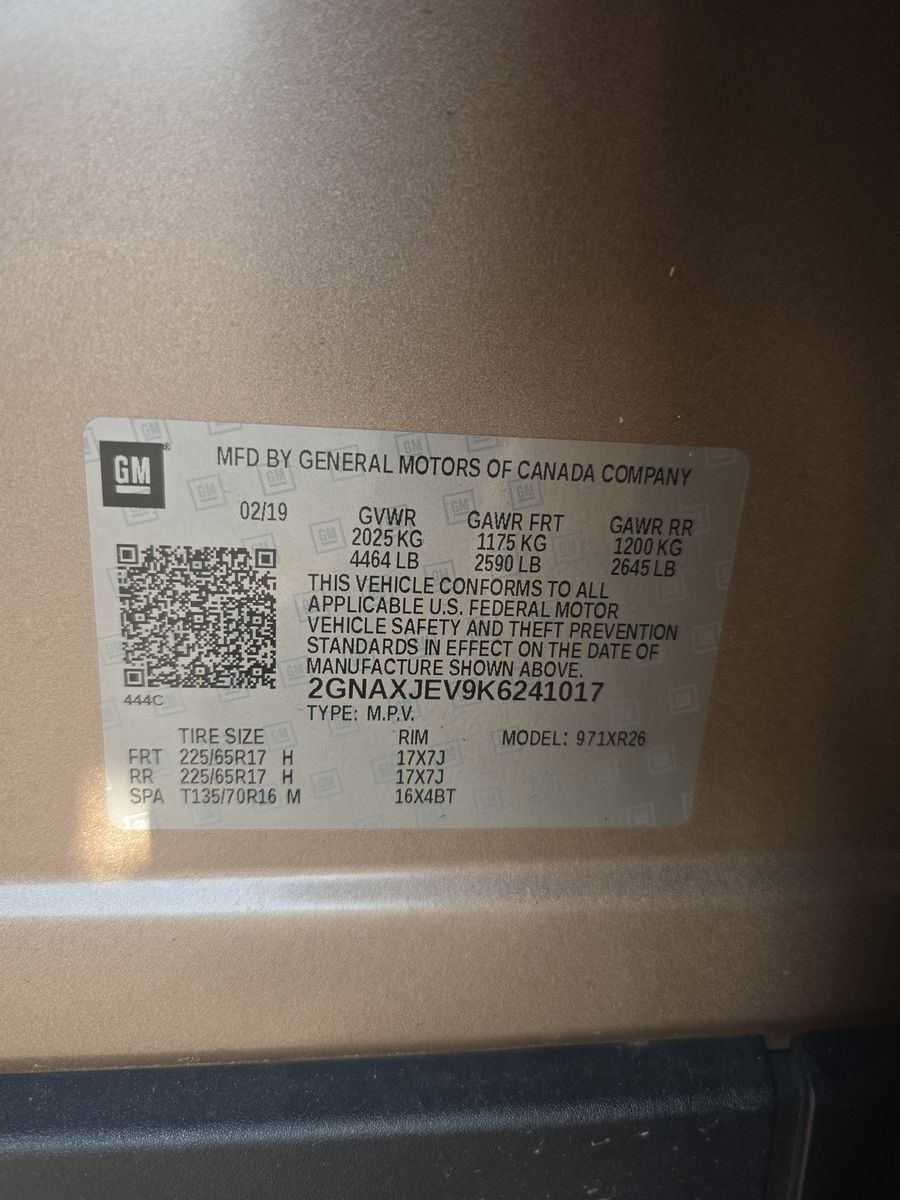 GM
MFD BY GENERAL MOTORS OF CANADA COMPANY
02/19 GVWR GAWR FRT GAWR RR
2025 KG 1175 KG 1200 KG
4464 LB 2590 LB 2645 LB
THIS VEHICLE CONFORMS TO ALL
APPLICABLE U.S. FEDERAL MOTOR
VEHICLE SAFETY AND THEFT PREVENTION
STANDARDS IN EFFECT ON THE DATE OF
MANUFACTURE SHOWN ABOVE.
444C 2GNAXJEV9K6241017
TYPE: M.P.V.
TIRE SIZE RIM MODEL: 971XR26
FRT 225/65R17 H 17X7J
RR 225/65R17 H 17X7J
SPA T135/70R16 M 16X4BT